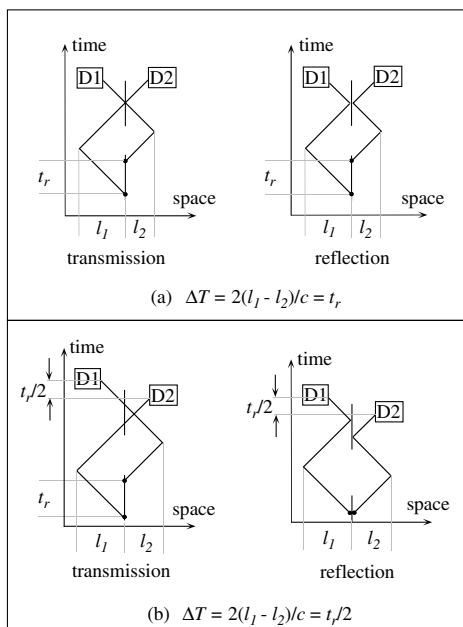 time time
D1 D2 D1 D2
t_r t_r
space space
l_1 l_2 l_1 l_2
transmission reflection
(a) ΔT = 2(l_1 - l_2)/c = t_r
time time
D1 D1
t_r/2 D2 t_r/2 D2
t_r
space space
l_1 l_2 l_1 l_2
transmission reflection
(b) ΔT = 2(l_1 - l_2)/c = t_r/2